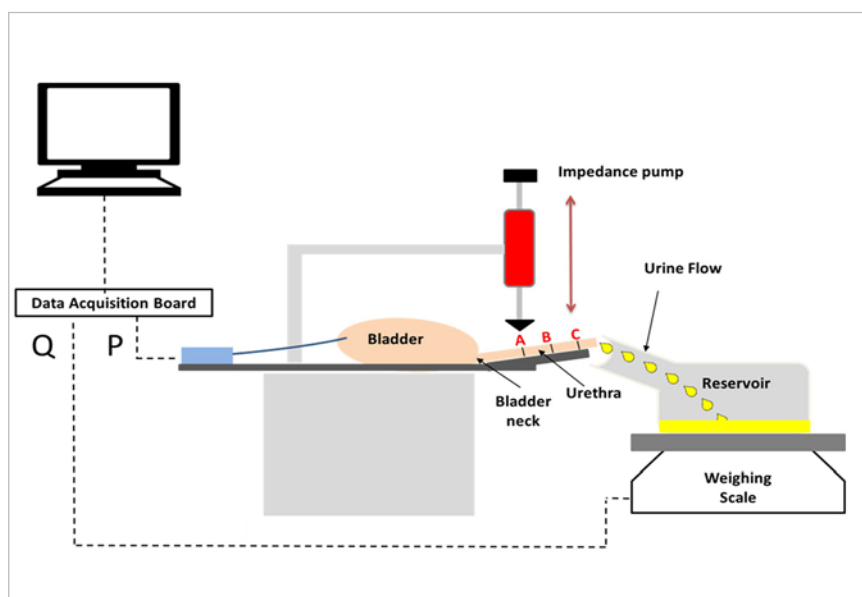 Impedance pump
Urine Flow
Data Acquisition Board
Q P
Bladder
A B C
Bladder
neck
Urethra
Reservoir
Weighing
Scale